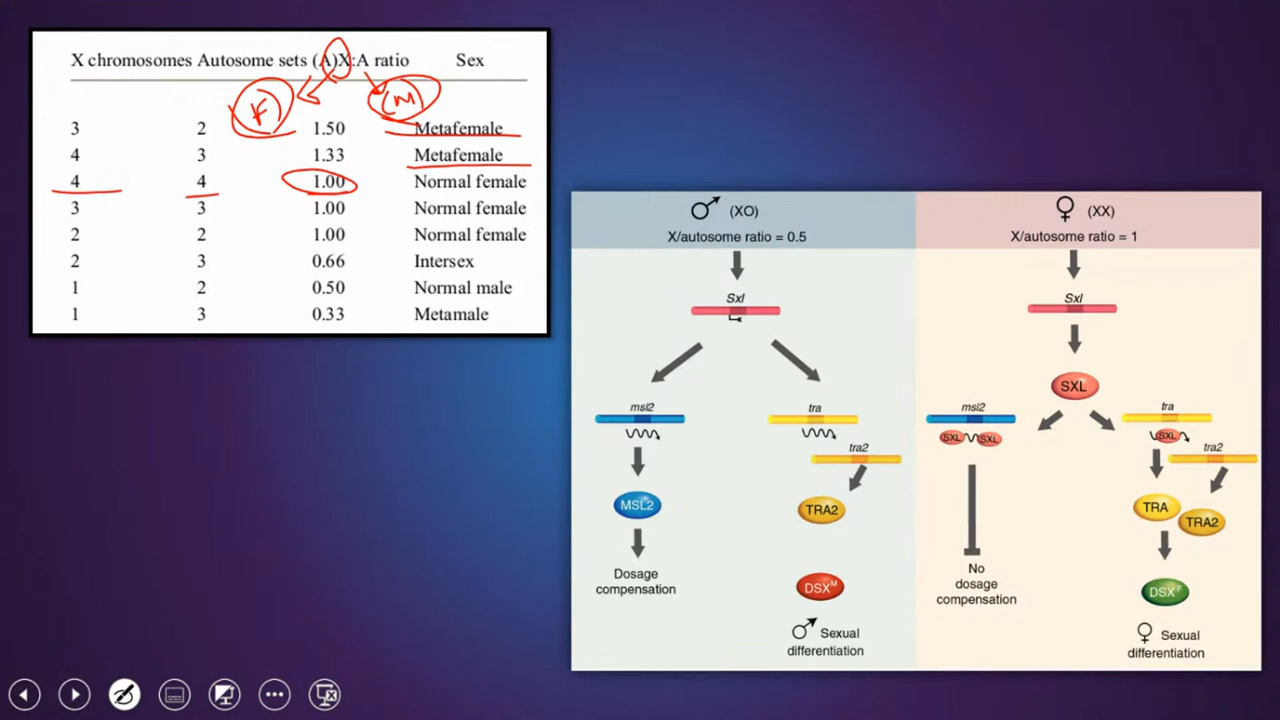 X chromosomes Autosome sets (A)X:A ratio Sex
F M
3 2 1.50 Metafemale
4 3 1.33 Metafemale
4 4 1.00 Normal female
3 3 1.00 Normal female
2 2 1.00 Normal female
2 3 0.66 Intersex
1 2 0.50 Normal male
1 3 0.33 Metamale
♂ (XO)
X/autosome ratio = 0.5
Sxl
msl2 tra
tra2
MSL2 TRA2
Dosage
compensation
DSXᴹ
♂ Sexual
differentiation
♀ (XX)
X/autosome ratio = 1
Sxl
SXL
msl2 tra
SXL SXL SXL
tra2
TRA
TRA2
No
dosage
compensation
DSXF
♀ Sexual
differentiation